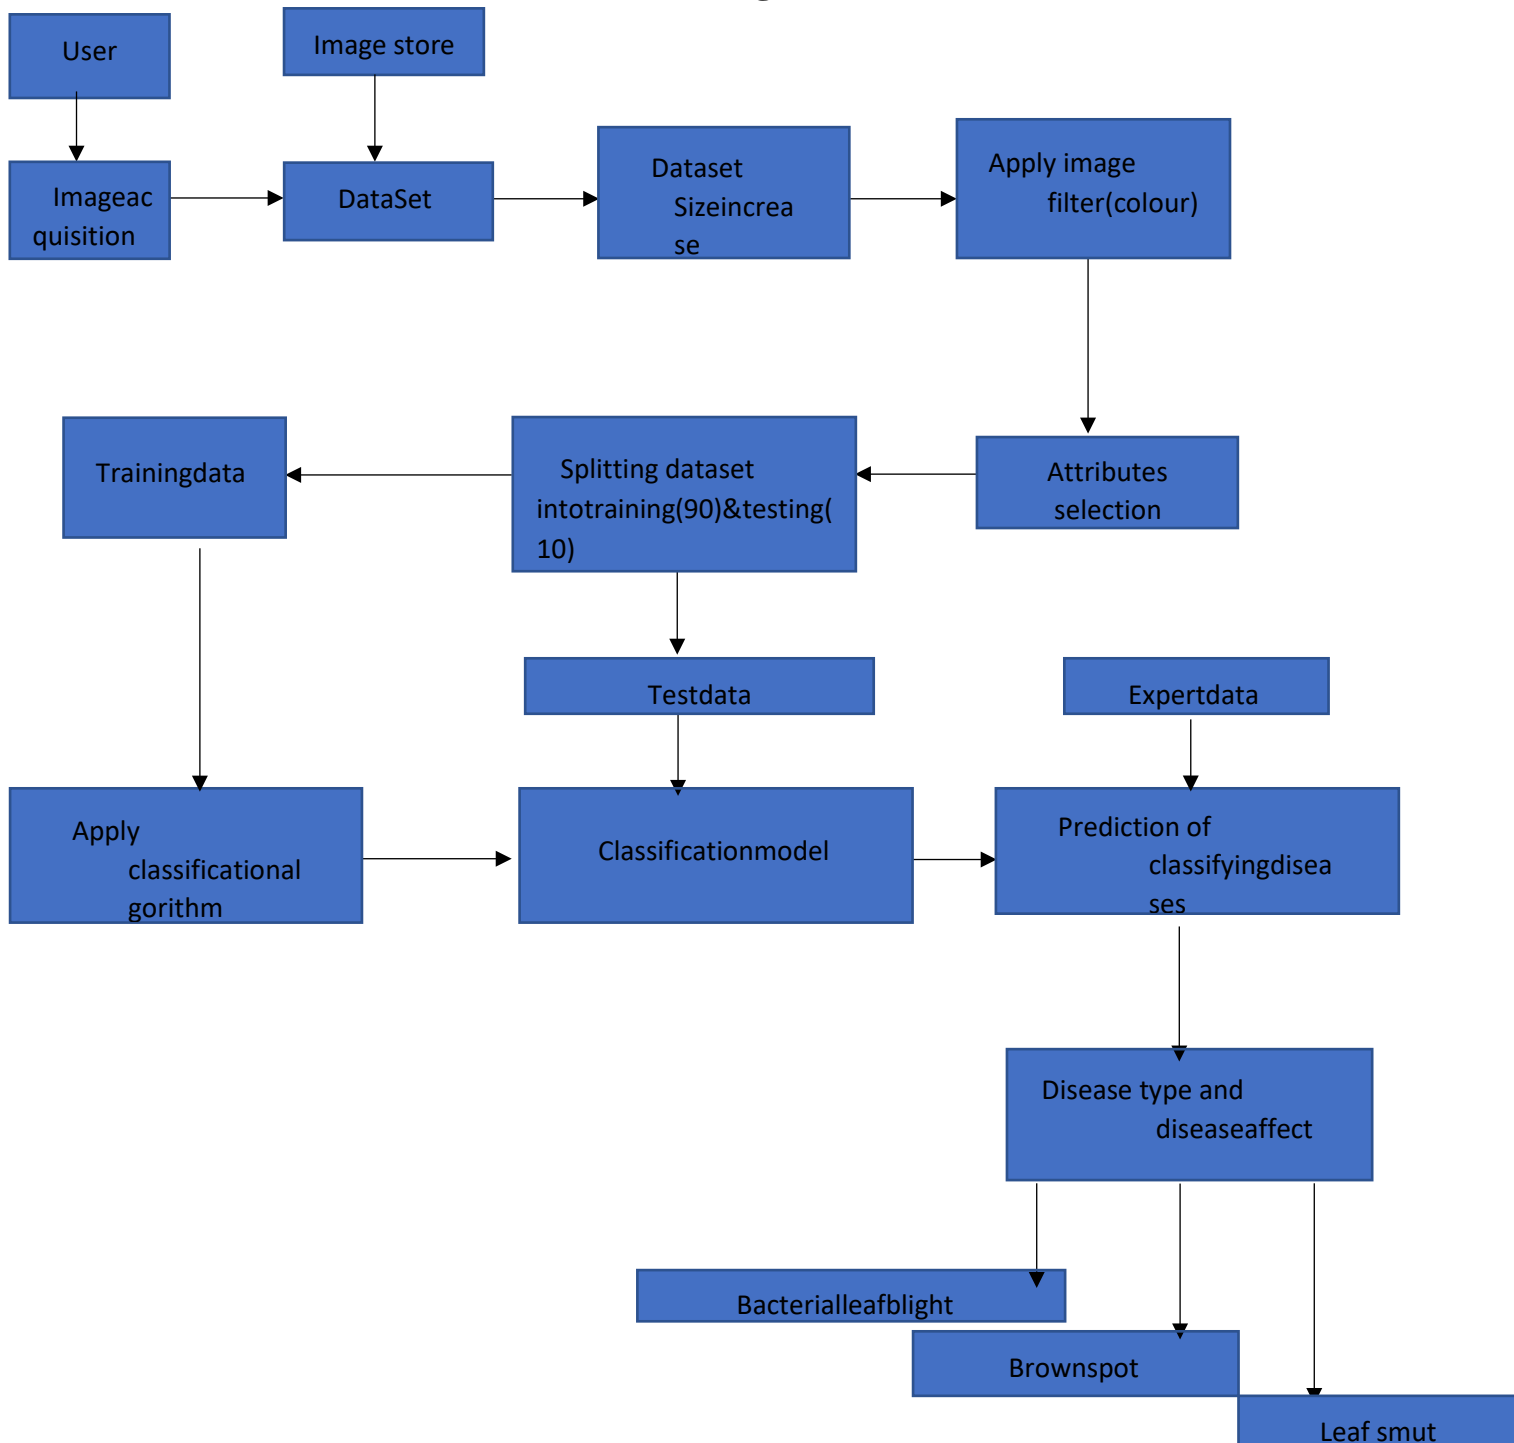 User
Image store
Imageac
quisition
DataSet
Dataset
Sizeincrea
se
Apply image
filter(colour)
Trainingdata
Splitting dataset
intotraining(90)&testing(
10)
Attributes
selection
Testdata
Expertdata
Apply
classificational
gorithm
Classificationmodel
Prediction of
classifyingdisea
ses
Disease type and
diseaseaffect
Bacterialleafblight
Brownspot
Leaf smut